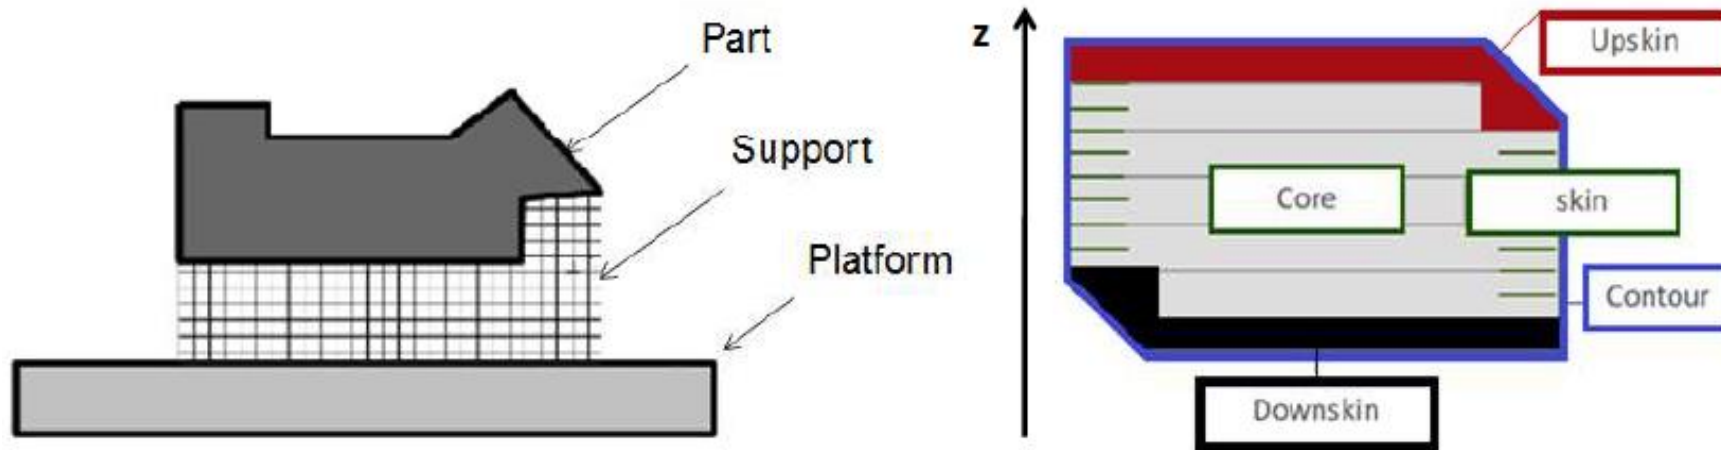 Part
Support
Platform
z
Upskin
Core
skin
Contour
Downskin